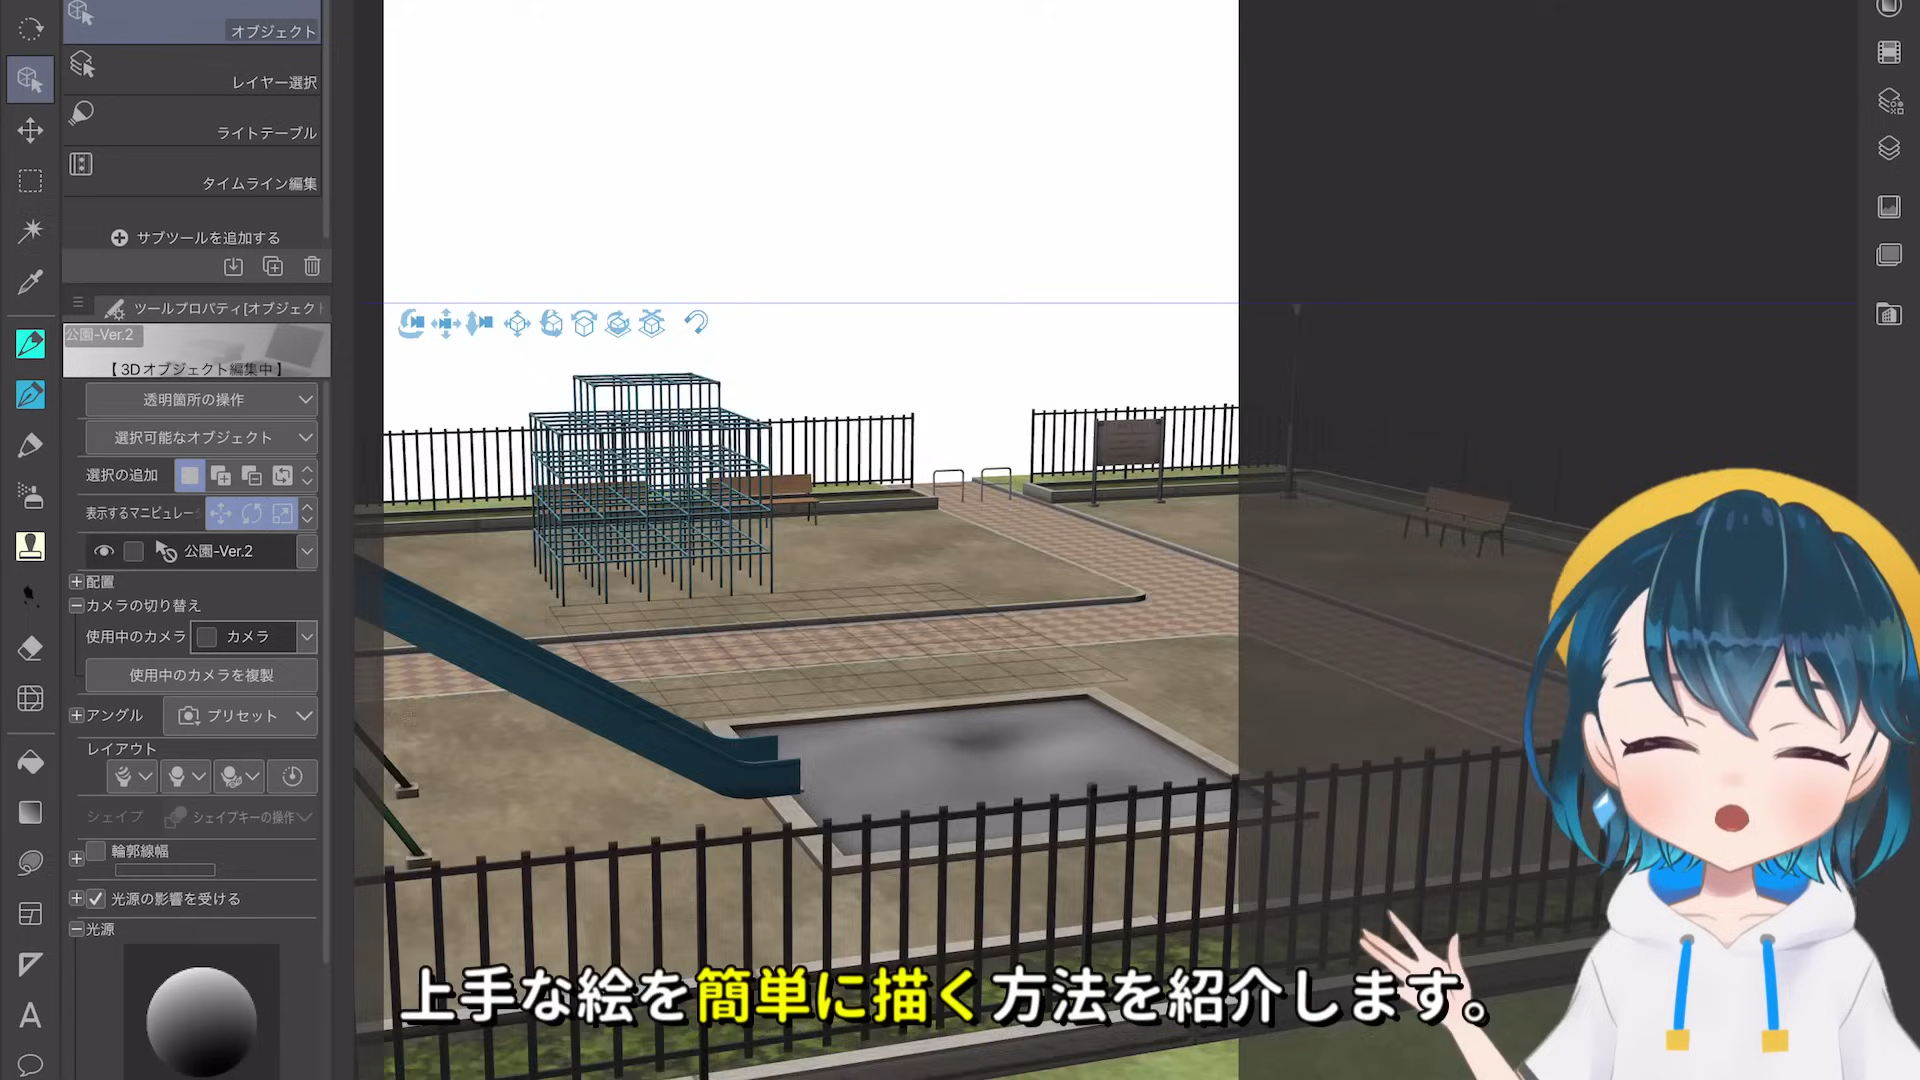 オブジェクト
レイヤー選択
ライトテーブル
タイムライン編集
サブツールを追加する
ツールプロパティ[オブジェクト
公園-Ver.2
【 3Dオブジェクト編集中 】
透明箇所の操作
選択可能なオブジェクト
選択の追加
表示するマニピュレー
公園-Ver.2
配置
カメラの切り替え
使用中のカメラ カメラ
使用中のカメラを複製
アングル プリセット
レイアウト
シェイプ シェイプキーの操作
輪郭線幅
光源の影響を受ける
光源
上手な絵を簡単に描く方法を紹介します。